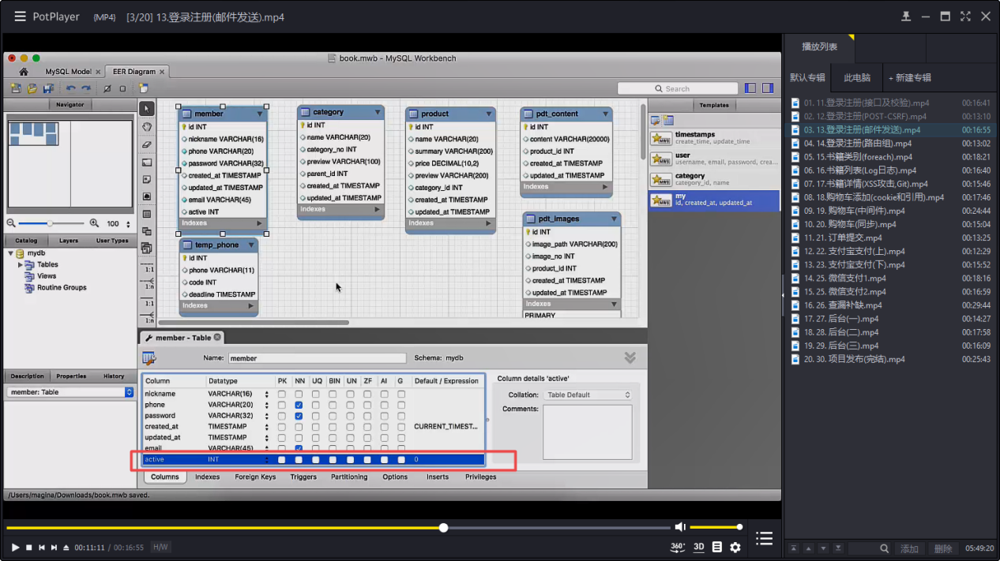 PotPlayer {MP4} [3/20] 13.登录注册(邮件发送).mp4
book.mwb - MySQL Workbench
MySQL Model × EER Diagram ×
Search
Navigator
100
Catalog Layers User Types
mydb
Tables
Views
Routine Groups
Description Properties History
member: Table
1:1
1:n
1:1
1:n
member
id INT
nickname VARCHAR(16)
phone VARCHAR(20)
password VARCHAR(32)
created_at TIMESTAMP
updated_at TIMESTAMP
email VARCHAR(45)
active INT
Indexes
category
id INT
name VARCHAR(20)
category_no INT
preview VARCHAR(100)
parent_id INT
created_at TIMESTAMP
updated_at TIMESTAMP
Indexes
product
id INT
name VARCHAR(20)
summary VARCHAR(200)
price DECIMAL(10,2)
preview VARCHAR(200)
category_id INT
created_at TIMESTAMP
updated_at TIMESTAMP
Indexes
pdt_content
id INT
content VARCHAR(20000)
product_id INT
created_at TIMESTAMP
updated_at TIMESTAMP
Indexes
temp_phone
id INT
phone VARCHAR(11)
code INT
deadline TIMESTAMP
Indexes
pdt_images
id INT
image_path VARCHAR(200)
image_no INT
product_id INT
created_at TIMESTAMP
updated_at TIMESTAMP
Indexes
PRIMARY
Templates
timestamps
create_time, update_time
user
username, email, password, crea...
category
category_id, name
my
id, created_at, updated_at
member - Table
Name: member Schema: mydb
Column Datatype PK NN UQ BIN UN ZF AI G Default / Expression
nickname VARCHAR(16)
phone VARCHAR(20)
password VARCHAR(32)
created_at TIMESTAMP CURRENT_TIMEST...
updated_at TIMESTAMP
email VARCHAR(45)
active INT 0
Column details 'active'
Collation: Table Default
Comments:
Columns Indexes Foreign Keys Triggers Partitioning Options Inserts Privileges
/Users/magina/Downloads/book.mwb saved.
00:11:11 / 00:16:55 H/W
360° 3D
播放列表
默认专辑 此电脑 + 新建专辑
01. 11.登录注册(接口及校验).mp4 00:16:41
02. 12.登录注册(POST-CSRF).mp4 00:13:10
03. 13.登录注册(邮件发送).mp4 00:16:55
04. 14.登录注册(路由组).mp4 00:13:02
05. 15.书籍类别(foreach).mp4 00:18:21
06. 16.书籍列表(Log日志).mp4 00:16:40
07. 17.书籍详情(XSS攻击,Git).mp4 00:15:46
08. 18.购物车添加(cookie和引用).mp4 00:17:46
09. 19. 购物车(中间件).mp4 00:24:44
10. 20. 购物车(同步).mp4 00:15:04
11. 21. 订单提交.mp4 00:13:25
12. 22. 支付宝支付(上).mp4 00:12:29
13. 23. 支付宝支付(下).mp4 00:15:52
14. 25. 微信支付1.mp4 00:18:16
15. 25. 微信支付2.mp4 00:16:59
16. 26. 查漏补缺.mp4 00:29:44
17. 27. 后台(一).mp4 00:14:27
18. 28. 后台(二).mp4 00:17:58
19. 29. 后台(三).mp4 00:16:09
20. 30. 项目发布(完结).mp4 00:25:43
添加 删除 05:49:20